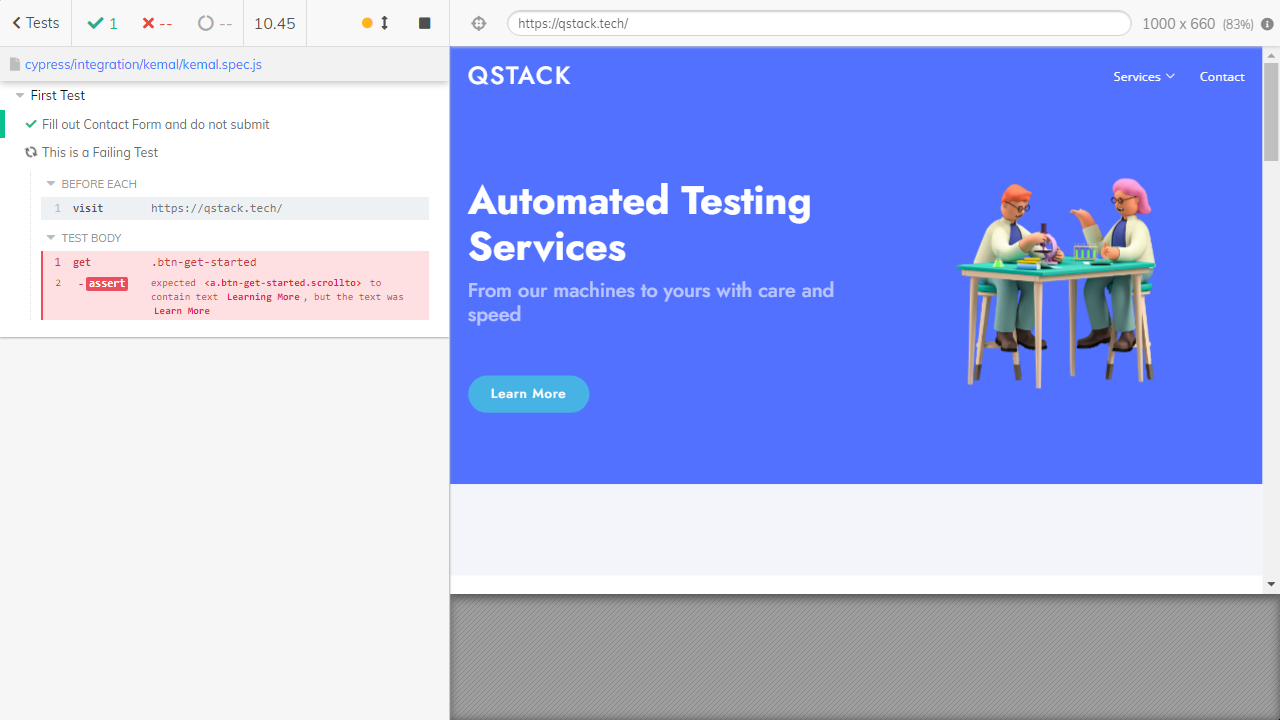 Tests 1 -- -- 10.45
https://qstack.tech/ 1000 x 660 (83%)
cypress/integration/kemal/kemal.spec.js
First Test
Fill out Contact Form and do not submit
This is a Failing Test
BEFORE EACH
1 visit https://qstack.tech/
TEST BODY
1 get .btn-get-started
2 -assert expected <a.btn-get-started.scrollto> to
contain text Learning More, but the text was
Learn More
QSTACK Services Contact
Automated Testing
Services
From our machines to yours with care and
speed
Learn More